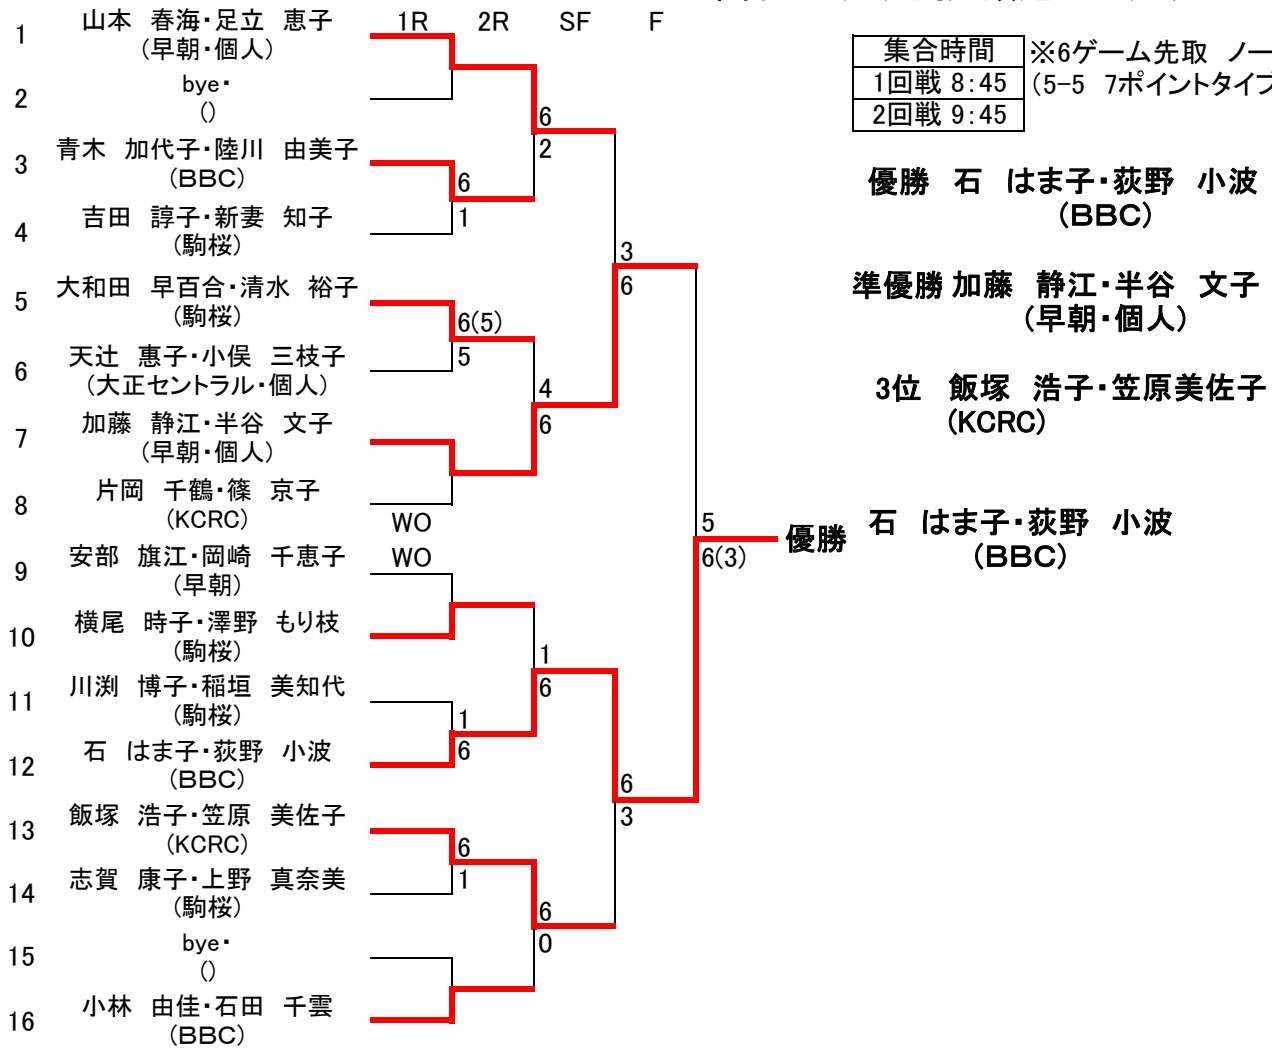 1R 2R SF F
1 山本 春海・足立 恵子
(早朝・個人)
2 bye・
()
3 青木 加代子・陸川 由美子
(BBC)
4 吉田 諄子・新妻 知子
(駒桜)
5 大和田 早百合・清水 裕子
(駒桜)
6 天辻 惠子・小俣 三枝子
(大正セントラル・個人)
7 加藤 静江・半谷 文子
(早朝・個人)
8 片岡 千鶴・篠 京子
(KCRC)
WO
9 安部 旗江・岡崎 千恵子
(早朝)
WO
10 横尾 時子・澤野 もり枝
(駒桜)
11 川渕 博子・稲垣 美知代
(駒桜)
12 石 はま子・荻野 小波
(BBC)
13 飯塚 浩子・笠原 美佐子
(KCRC)
14 志賀 康子・上野 真奈美
(駒桜)
15 bye・
()
16 小林 由佳・石田 千雲
(BBC)
6
1
6(5)
5
1
6
6
1
6
2
4
6
1
6
6
0
3
6
6
3
5
6(3)
集合時間
1回戦 8:45
2回戦 9:45
※6ゲーム先取 ノー
(5-5 7ポイントタイブ
優勝 石 はま子・荻野 小波
(BBC)
準優勝 加藤 静江・半谷 文子
(早朝・個人)
3位 飯塚 浩子・笠原美佐子
(KCRC)
優勝 石 はま子・荻野 小波
(BBC)